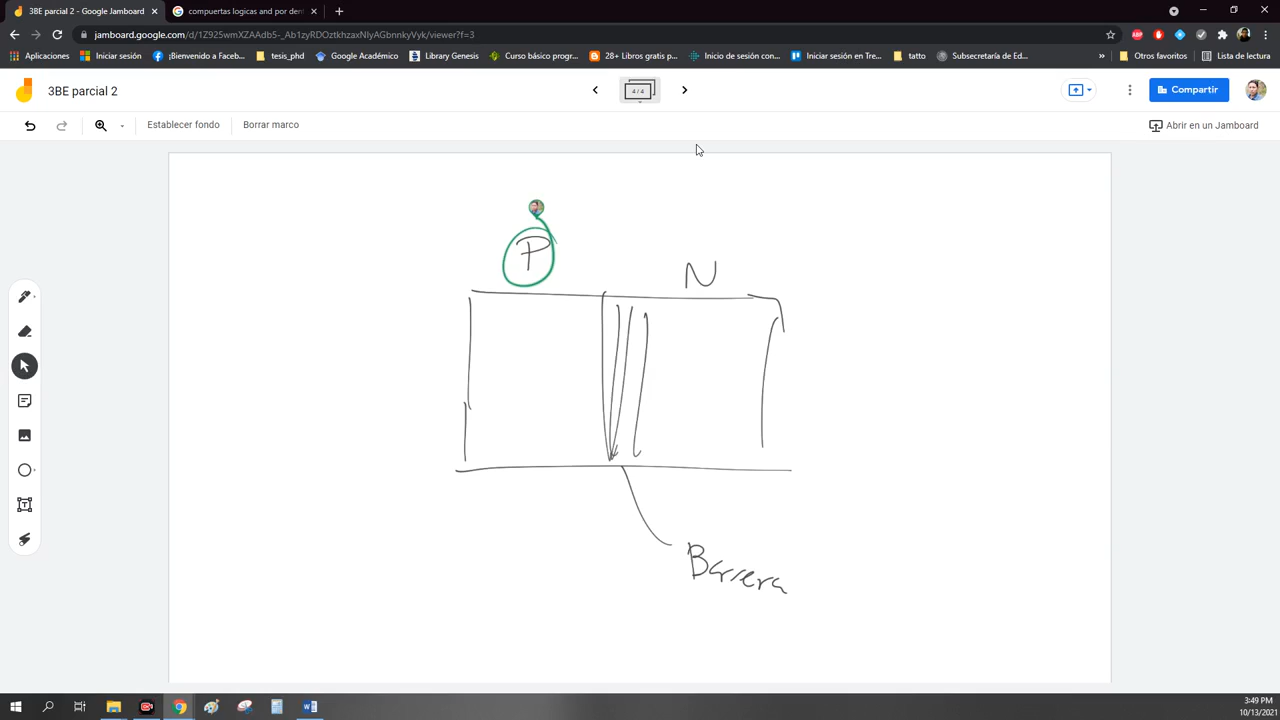 3BE parcial 2 - Google Jamboard
compuertas logicas and por dent
jamboard.google.com/d/1Z925wmXZAAdb5-_Ab1zyRDOztkhzaxNlyAGbnnkyVyk/viewer?f=3
Aplicaciones
Iniciar sesión
¡Bienvenido a Faceb...
tesis_phd
Google Académico
Library Genesis
Curso básico progr...
28+ Libros gratis p...
Inicio de sesión con...
Iniciar sesión en Tre...
tatto
Subsecretaría de Ed...
»
Otros favoritos
Lista de lectura
3BE parcial 2
4 / 4
Compartir
Establecer fondo
Borrar marco
Abrir en un Jamboard
P
N
Barrera
3:49 PM
10/13/2021